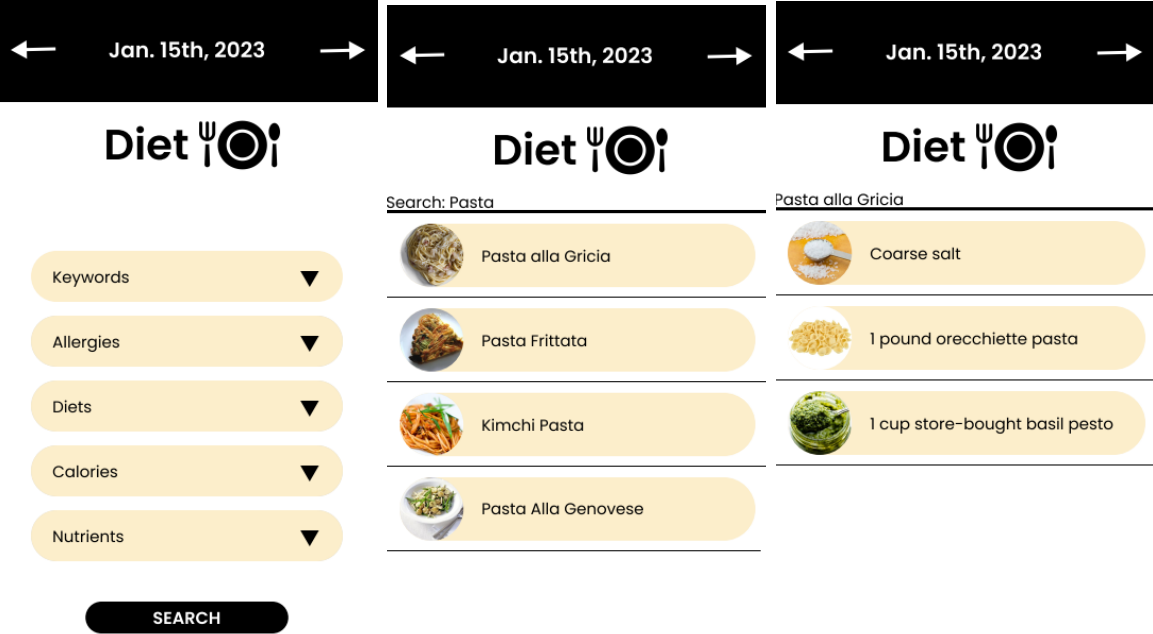 Jan. 15th, 2023
Diet
Keywords
Allergies
Diets
Calories
Nutrients
SEARCH
Jan. 15th, 2023
Diet
Search: Pasta
Pasta alla Gricia
Pasta Frittata
Kimchi Pasta
Pasta Alla Genovese
Jan. 15th, 2023
Diet
Pasta alla Gricia
Coarse salt
1 pound orecchiette pasta
1 cup store-bought basil pesto